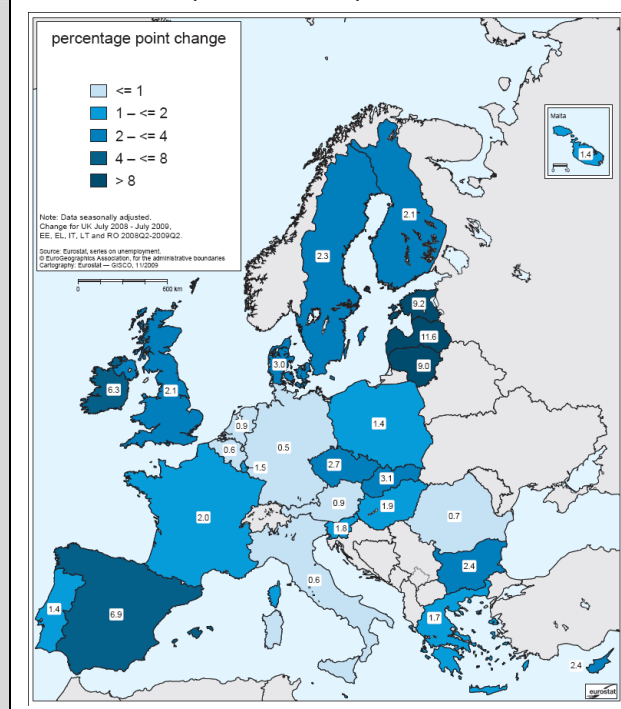 percentage point change
<= 1
1 – <= 2
2 – <= 4
4 – <= 8
> 8
Note: Data seasonally adjusted.
Change for UK July 2008 - July 2009,
EE, EL, IT, LT and RO 2008Q2-2009Q2.
Source: Eurostat, series on unemployment.
© EuroGeographics Association, for the administrative boundaries
Cartography: Eurostat — GISCO, 11/2009
0 600 km
Malta
1.4
0 10
2.1
2.3
9.2
11.6
9.0
3.0
6.3
2.1
0.9
0.6
0.5
1.4
1.5
2.7
3.1
0.9
1.9
2.0
1.8
0.7
0.6
2.4
1.4
6.9
1.7
2.4
eurostat